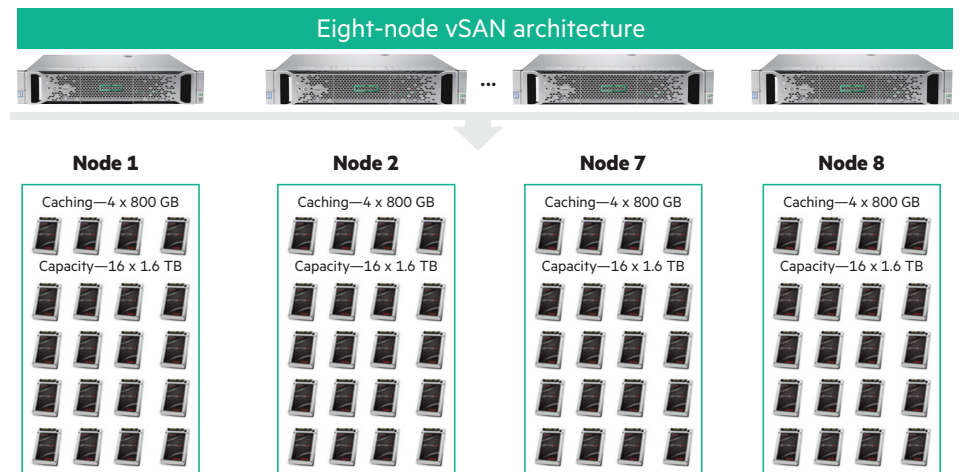 Eight-node vSAN architecture
...
Node 1
Node 2
Node 7
Node 8
Caching—4 x 800 GB
Caching—4 x 800 GB
Caching—4 x 800 GB
Caching—4 x 800 GB
Capacity—16 x 1.6 TB
Capacity—16 x 1.6 TB
Capacity—16 x 1.6 TB
Capacity—16 x 1.6 TB